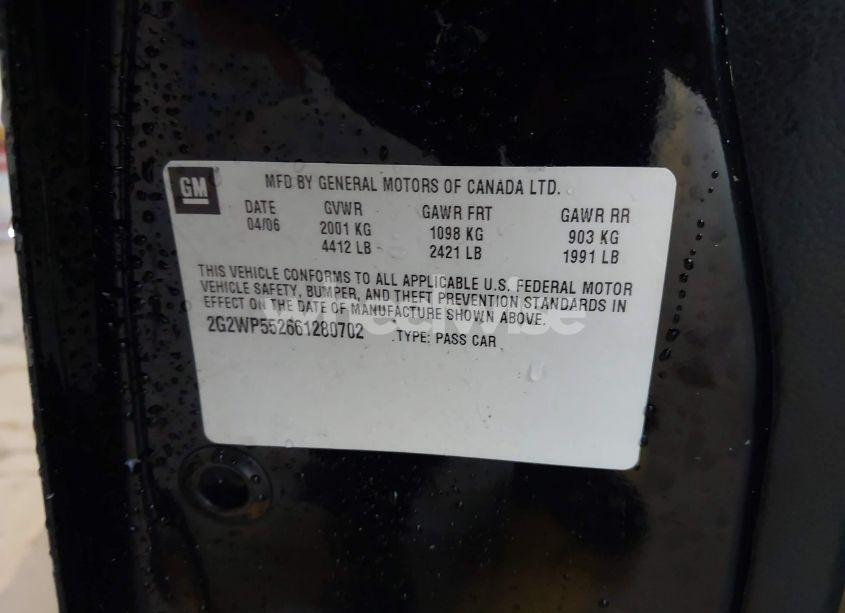 GM
MFD BY GENERAL MOTORS OF CANADA LTD.
DATE GVWR GAWR FRT GAWR RR
04/06 2001 KG 1098 KG 903 KG
4412 LB 2421 LB 1991 LB
THIS VEHICLE CONFORMS TO ALL APPLICABLE U.S. FEDERAL MOTOR
VEHICLE SAFETY, BUMPER, AND THEFT PREVENTION STANDARDS IN
EFFECT ON THE DATE OF MANUFACTURE SHOWN ABOVE.
2G2WP552661280702 TYPE: PASS CAR